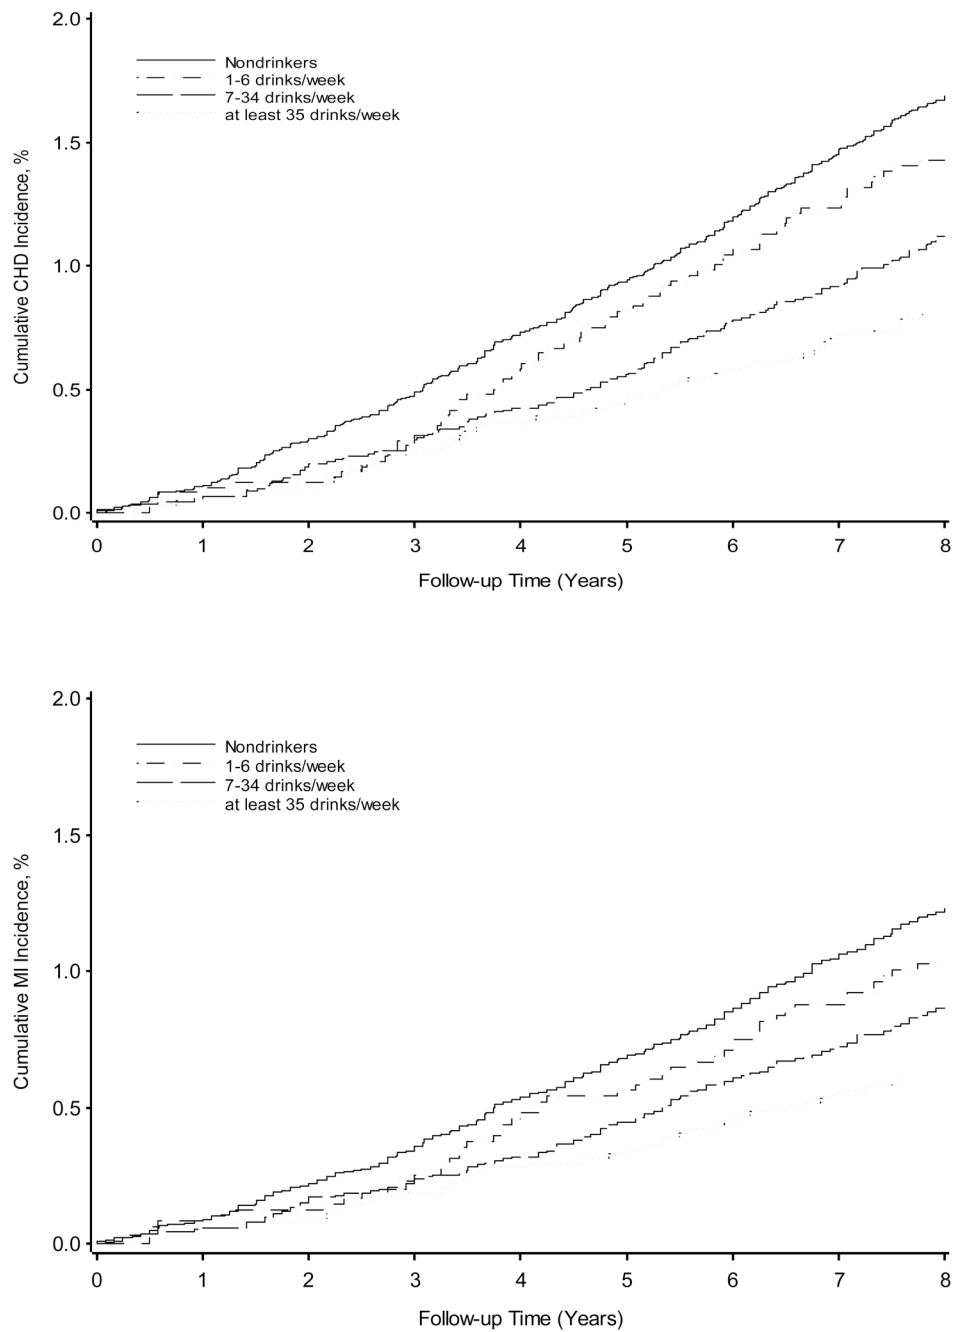 2.0
Nondrinkers
1-6 drinks/week
7-34 drinks/week
at least 35 drinks/week
1.5
1.0
0.5
0.0
Cumulative CHD Incidence, %
0 1 2 3 4 5 6 7 8
Follow-up Time (Years)
2.0
Nondrinkers
1-6 drinks/week
7-34 drinks/week
at least 35 drinks/week
1.5
1.0
0.5
0.0
Cumulative MI Incidence, %
0 1 2 3 4 5 6 7 8
Follow-up Time (Years)